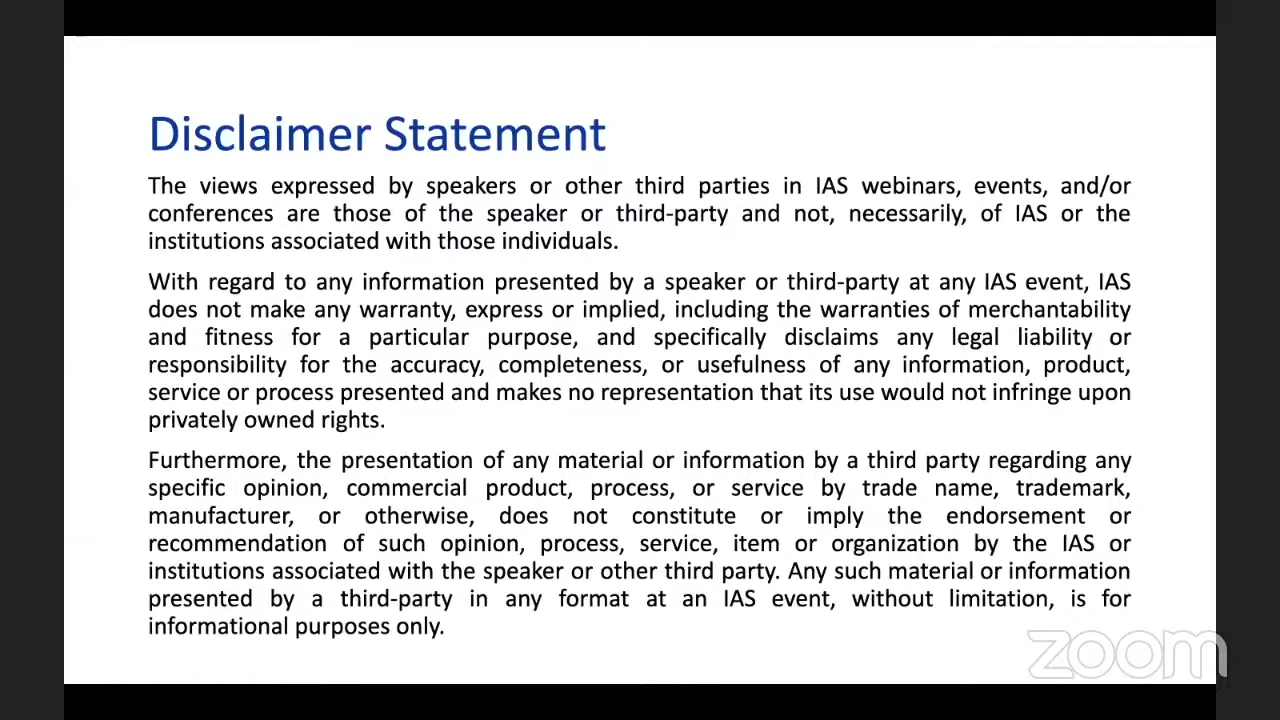 Disclaimer Statement
The views expressed by speakers or other third parties in IAS webinars, events, and/or
conferences are those of the speaker or third-party and not, necessarily, of IAS or the
institutions associated with those individuals.
With regard to any information presented by a speaker or third-party at any IAS event, IAS
does not make any warranty, express or implied, including the warranties of merchantability
and fitness for a particular purpose, and specifically disclaims any legal liability or
responsibility for the accuracy, completeness, or usefulness of any information, product,
service or process presented and makes no representation that its use would not infringe upon
privately owned rights.
Furthermore, the presentation of any material or information by a third party regarding any
specific opinion, commercial product, process, or service by trade name, trademark,
manufacturer, or otherwise, does not constitute or imply the endorsement or
recommendation of such opinion, process, service, item or organization by the IAS or
institutions associated with the speaker or other third party. Any such material or information
presented by a third-party in any format at an IAS event, without limitation, is for
informational purposes only.
zoom